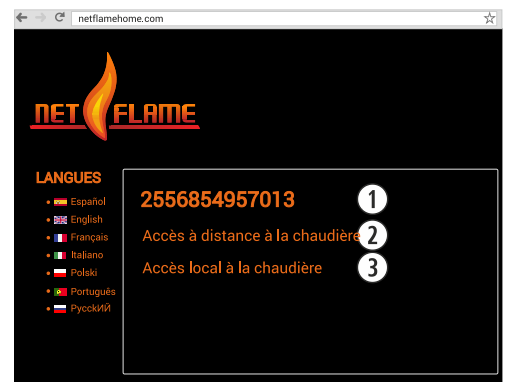 netflamehome.com
NET FLAME
LANGUES
Español
English
Français
Italiano
Polski
Português
РусскИЙ
2556854957013 1
Accès à distance à la chaudière 2
Accès local à la chaudière 3